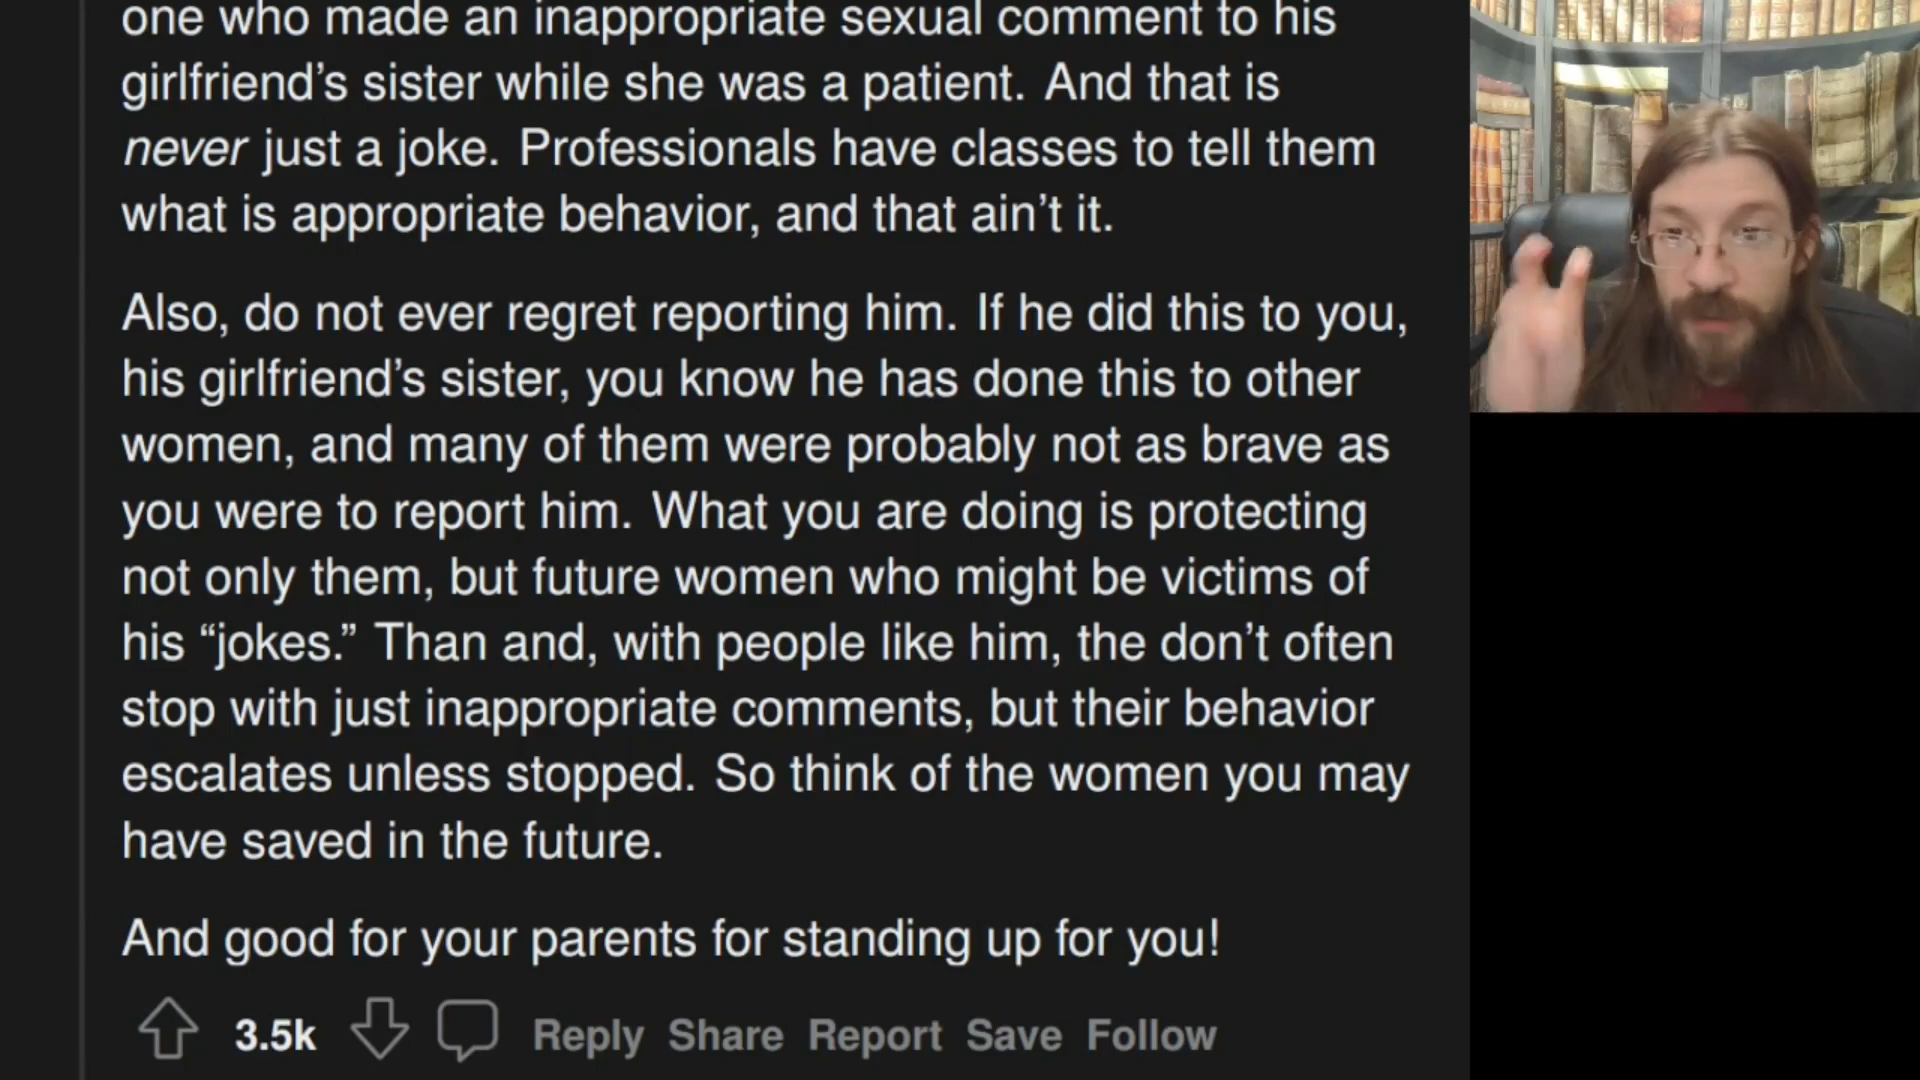 one who made an inappropriate sexual comment to his
girlfriend’s sister while she was a patient. And that is
never just a joke. Professionals have classes to tell them
what is appropriate behavior, and that ain’t it.
Also, do not ever regret reporting him. If he did this to you,
his girlfriend’s sister, you know he has done this to other
women, and many of them were probably not as brave as
you were to report him. What you are doing is protecting
not only them, but future women who might be victims of
his “jokes.” Than and, with people like him, the don’t often
stop with just inappropriate comments, but their behavior
escalates unless stopped. So think of the women you may
have saved in the future.
And good for your parents for standing up for you!
3.5k Reply Share Report Save Follow